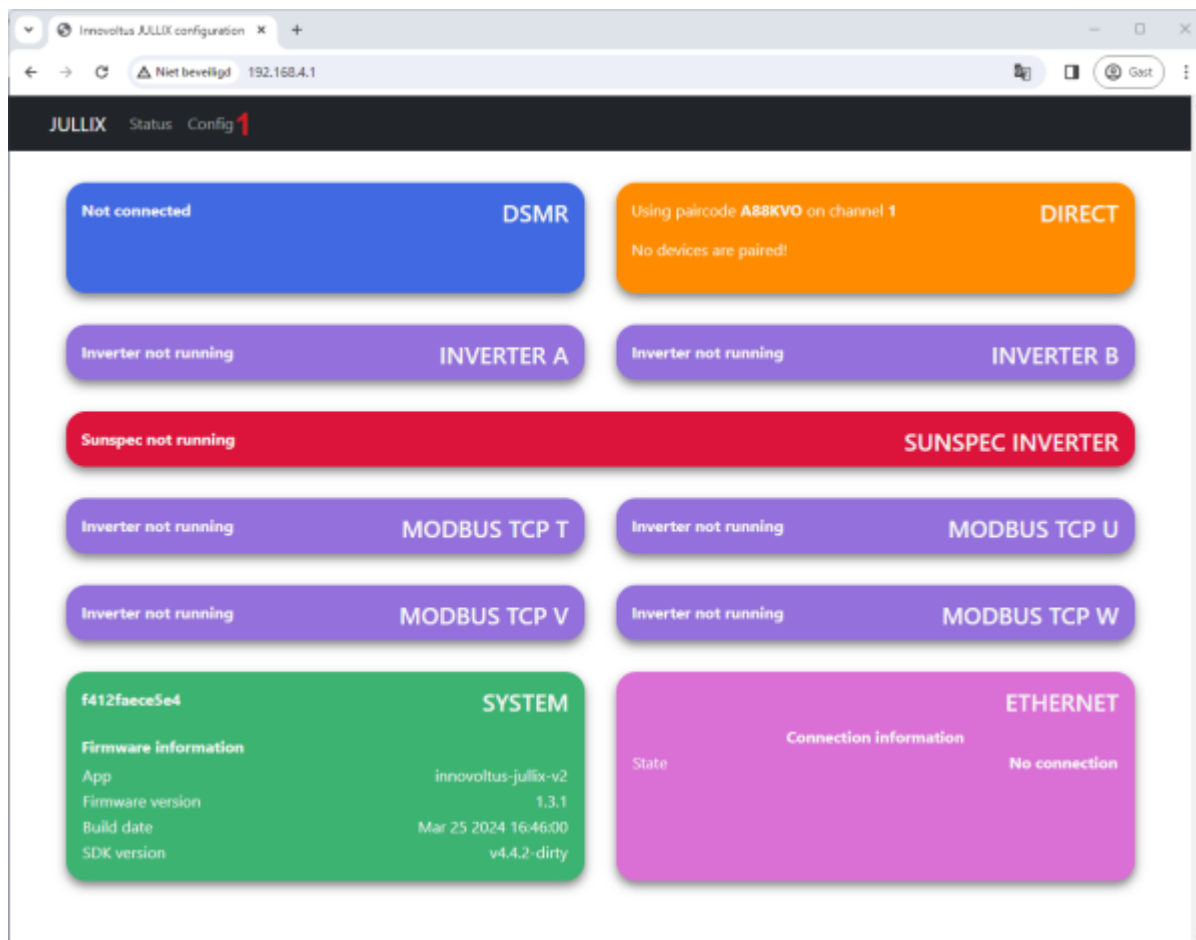 Innovoltus JULLIX configuration
Niet beveiligd 192.168.4.1 Gast
JULLIX Status Config 1
Not connected DSMR
Using paircode A88KVO on channel 1 DIRECT
No devices are paired!
Inverter not running INVERTER A
Inverter not running INVERTER B
Sunspec not running SUNSPEC INVERTER
Inverter not running MODBUS TCP T
Inverter not running MODBUS TCP U
Inverter not running MODBUS TCP V
Inverter not running MODBUS TCP W
f412faece5e4 SYSTEM
Firmware information
App innovoltus-jullix-v2
Firmware version 1.3.1
Build date Mar 25 2024 16:46:00
SDK version v4.4.2-dirty
ETHERNET
Connection information
State No connection